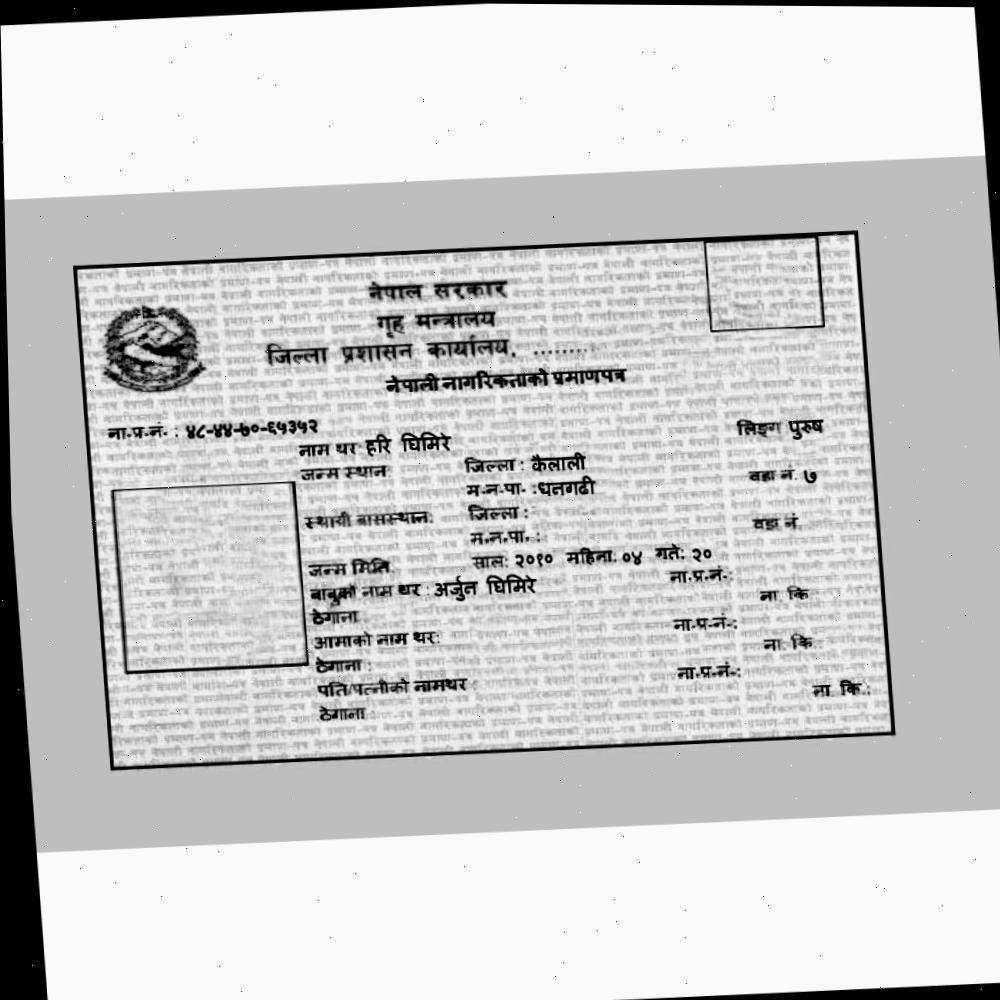 नेपाल सरकार
गृह मन्त्रालय
जिल्ला प्रशासन कार्यालय, ........
नेपाली नागरिकताको प्रमाणपत्र
ना.प्र.नं. : ४८-४४-७०-६५३५२
लिङ्ग पुरुष
नाम थर हरि घिमिरे
जन्म स्थान जिल्ला : कैलाली
म.न.पा. :धनगढी वडा नं. ७
स्थायी बासस्थान: जिल्ला :
म.न.पा. : वडा नं.
जन्म मिति साल: २०१० महिना: ०४ गते: २०
बाबुको नाम थर : अर्जुन घिमिरे ना.प्र.नं.:
ठेगाना ना. कि
आमाको नाम थर: ना.प्र.नं.:
ठेगाना : ना. कि.
पति/पत्नीको नामथर : ना.प्र.नं.:
ठेगाना ना. कि.: